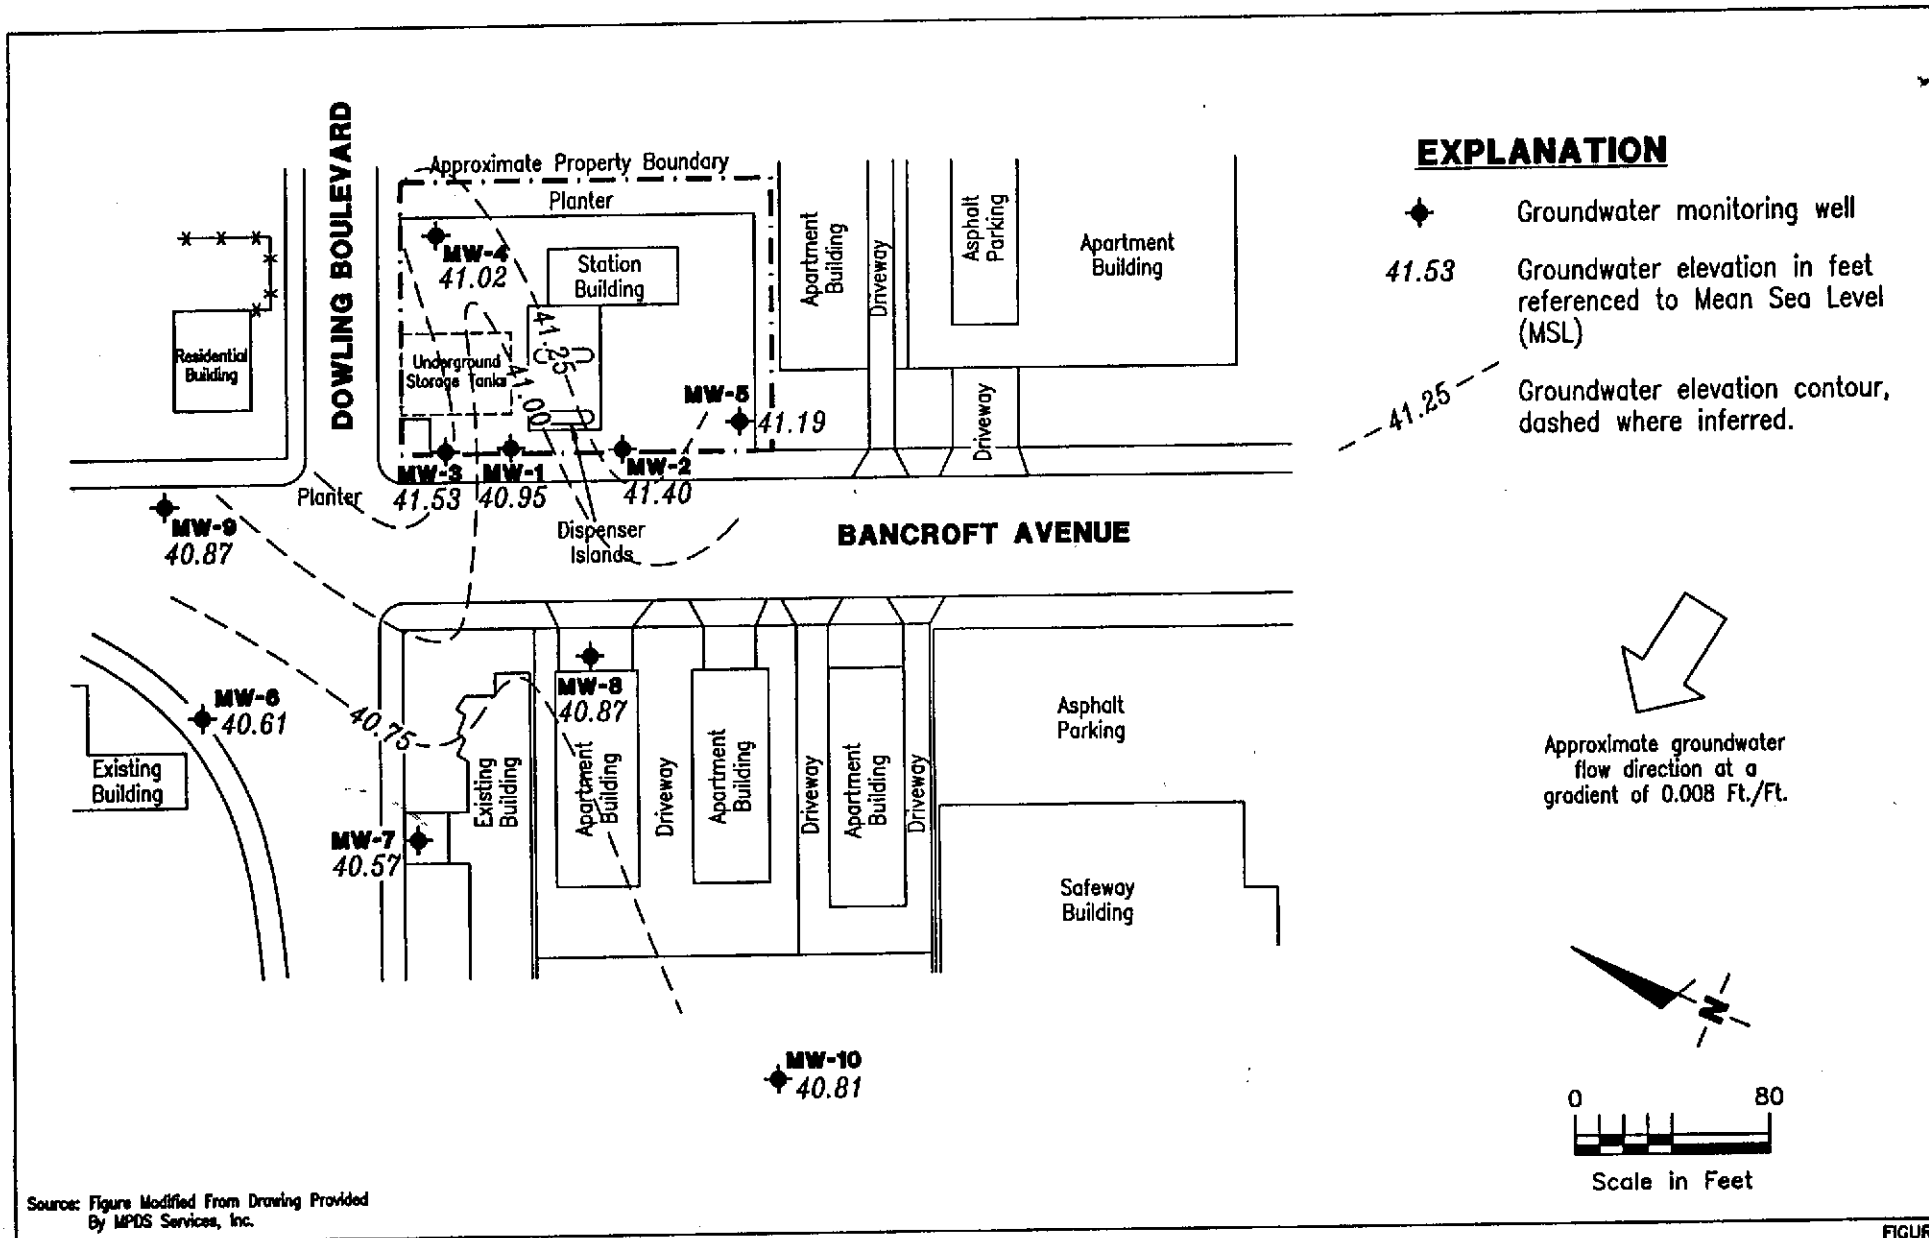 DOWLING BOULEVARD
Approximate Property Boundary
Planter
MW-4
41.02
Station
Building
Underground
Storage Tanks
41.25
41.00
MW-5
41.19
MW-3
41.53
MW-1
40.95
MW-2
41.40
Dispenser
Islands
Planter
Residential
Building
Apartment
Building
Driveway
Asphalt
Parking
Apartment
Building
Driveway
BANCROFT AVENUE
MW-9
40.87
MW-6
40.61
Existing
Building
40.75
MW-7
40.57
Existing
Building
MW-8
40.87
Apartment
Building
Driveway
Apartment
Building
Driveway
Apartment
Building
Driveway
Asphalt
Parking
Safeway
Building
MW-10
40.81
EXPLANATION
Groundwater monitoring well
41.53
Groundwater elevation in feet
referenced to Mean Sea Level
(MSL)
41.25
Groundwater elevation contour,
dashed where inferred.
Approximate groundwater
flow direction at a
gradient of 0.008 Ft./Ft.
N
0 80
Scale in Feet
Source: Figure Modified From Drawing Provided
By MPDS Services, Inc.
FIGUR